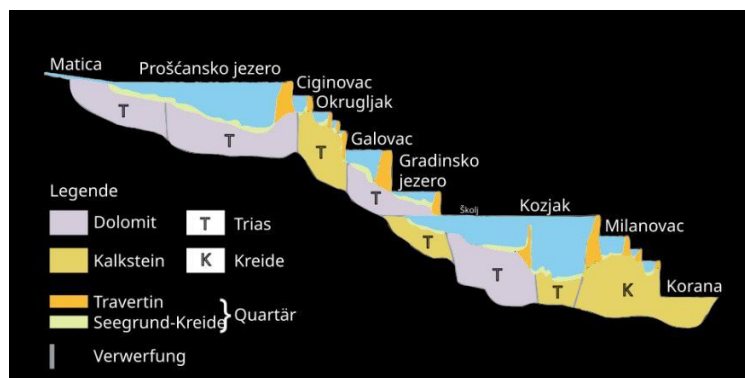 Matica
Prošćansko jezero
Ciginovac
Okrugljak
Galovac
Gradinsko
jezero
Školj
Kozjak
Milanovac
Korana
T
T
T
T
T
T
T
K
Legende
Dolomit
T Trias
Kalkstein
K Kreide
Travertin
Seegrund-Kreide
} Quartär
Verwerfung